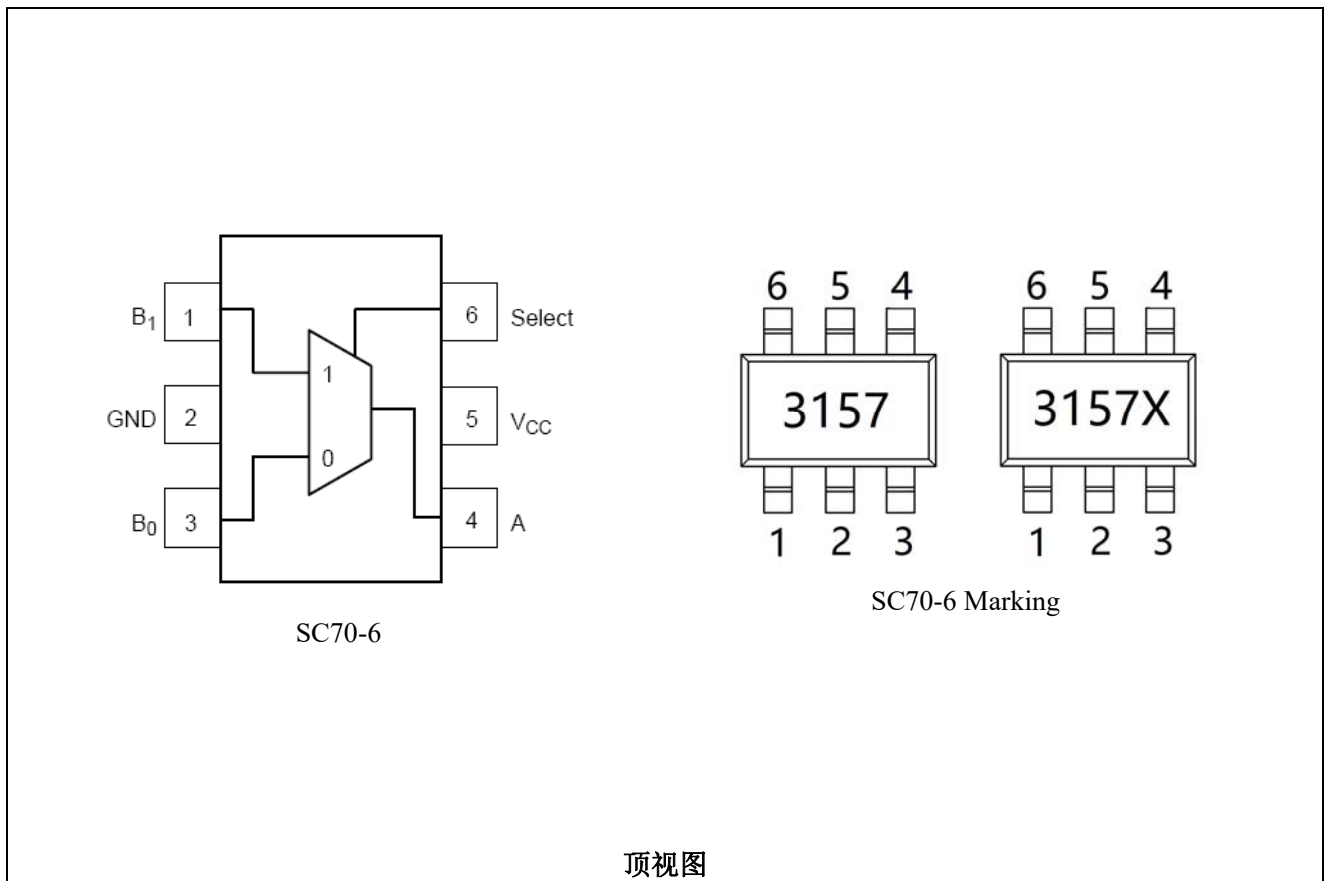 B1 1
GND 2
B0 3
1
0
6 Select
5 VCC
4 A
SC70-6
6 5 4
3157
1 2 3
6 5 4
3157X
1 2 3
SC70-6 Marking
顶视图